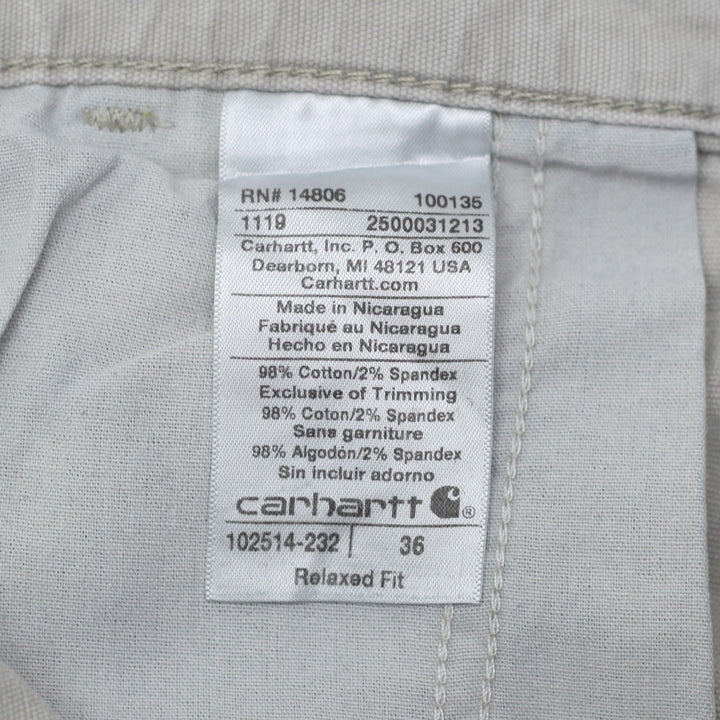 RN# 14806 100135
1119 2500031213
Carhartt, Inc. P. O. Box 600
Dearborn, MI 48121 USA
Carhartt.com
Made in Nicaragua
Fabriqué au Nicaragua
Hecho en Nicaragua
98% Cotton/2% Spandex
Exclusive of Trimming
98% Coton/2% Spandex
Sans garniture
98% Algodón/2% Spandex
Sin incluir adorno
carhartt ®
102514-232 | 36
Relaxed Fit